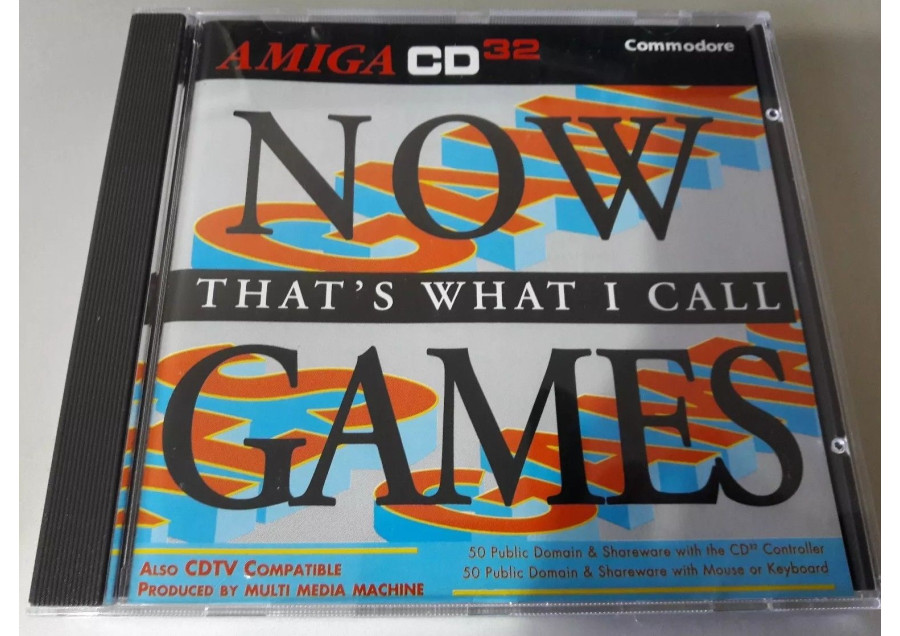 AMIGA CD32
Commodore
NOW
THAT'S WHAT I CALL
GAMES
ALSO CDTV COMPATIBLE
PRODUCED BY MULTI MEDIA MACHINE
50 Public Domain & Shareware with the CD³² Controller
50 Public Domain & Shareware with Mouse or Keyboard